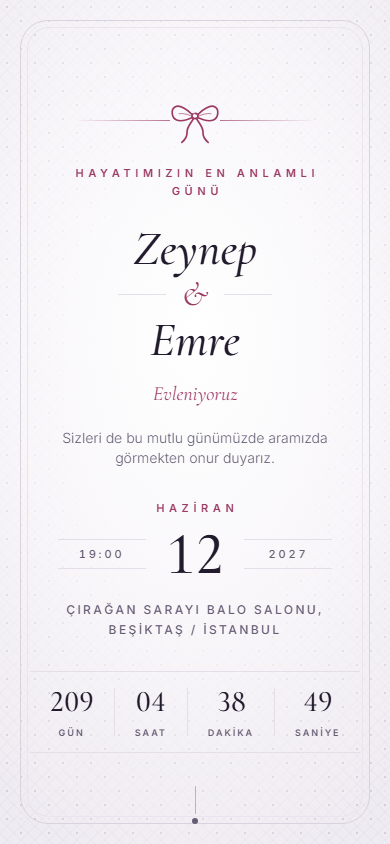 HAYATIMIZIN EN ANLAMLI
GÜNÜ
Zeynep
&
Emre
Evleniyoruz
Sizleri de bu mutlu günümüzde aramızda
görmekten onur duyarız.
HAZİRAN
19:00 12 2027
ÇIRAĞAN SARAYI BALO SALONU,
BEŞİKTAŞ / İSTANBUL
209 04 38 49
GÜN SAAT DAKİKA SANİYE